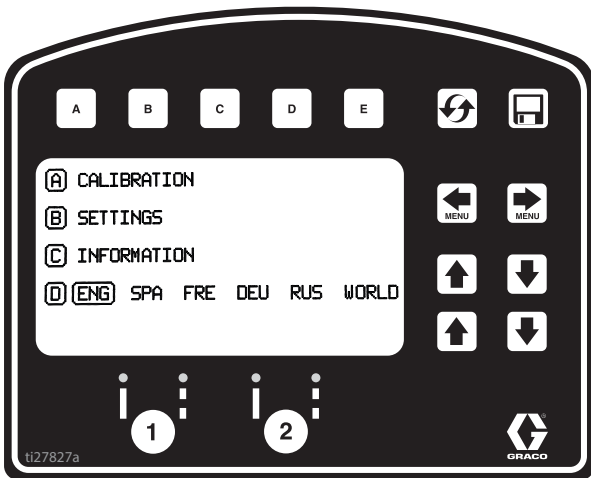 A B C D E
A CALIBRATION
B SETTINGS
C INFORMATION
D ENG SPA FRE DEU RUS WORLD
MENU MENU
1 2
ti27827a
G
GRACO